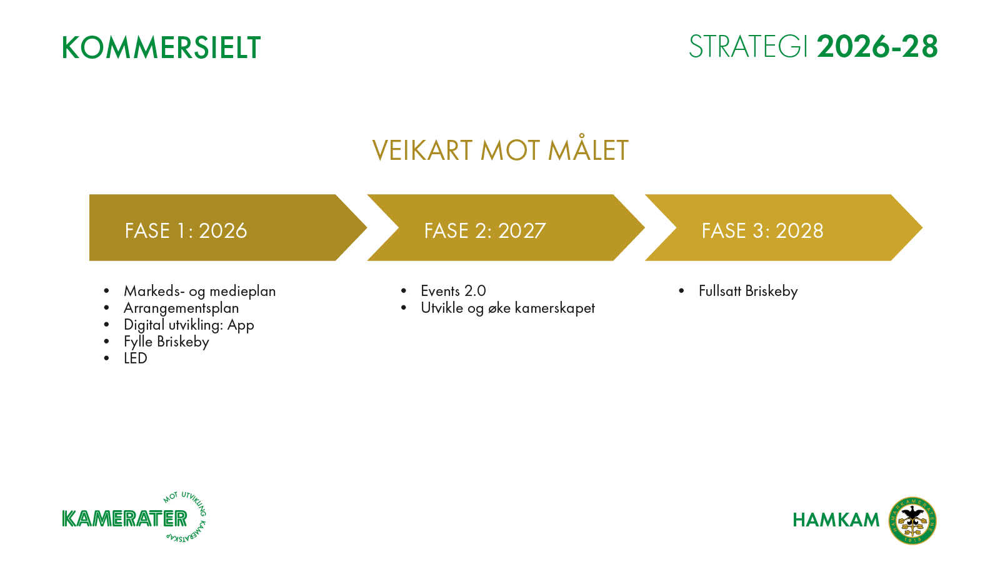 KOMMERSIELT
STRATEGI 2026-28
VEIKART MOT MÅLET
FASE 1: 2026
• Markeds- og medieplan
• Arrangementsplan
• Digital utvikling: App
• Fylle Briskeby
• LED
FASE 2: 2027
• Events 2.0
• Utvikle og øke kamerskapet
FASE 3: 2028
• Fullsatt Briskeby
KAMERATER
MOT UTVIKLING KAMERATSKAP
HAMKAM
HAMARKAMERATENE
1918